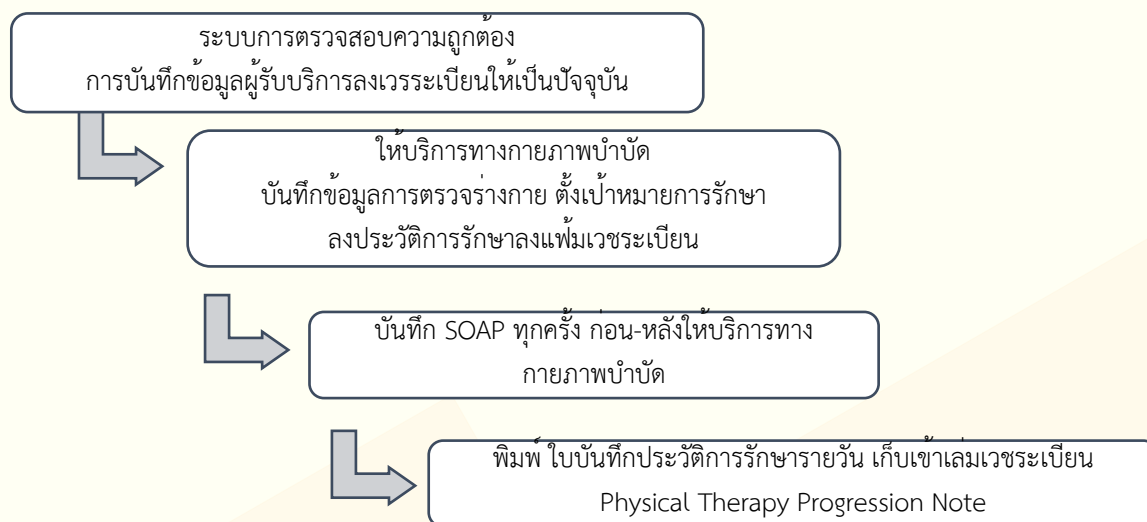 ระบบการตรวจสอบความถูกต้อง
การบันทึกข้อมูลผู้รับบริการลงเวรระเบียนให้เป็นปัจจุบัน
ให้บริการทางกายภาพบำบัด
บันทึกข้อมูลการตรวจร่างกาย ตั้งเป้าหมายการรักษา
ลงประวัติการรักษาลงแฟ้มเวชระเบียน
บันทึก SOAP ทุกครั้ง ก่อน-หลังให้บริการทาง
กายภาพบำบัด
พิมพ์ ใบบันทึกประวัติการรักษารายวัน เก็บเข้าเล่มเวชระเบียน
Physical Therapy Progression Note